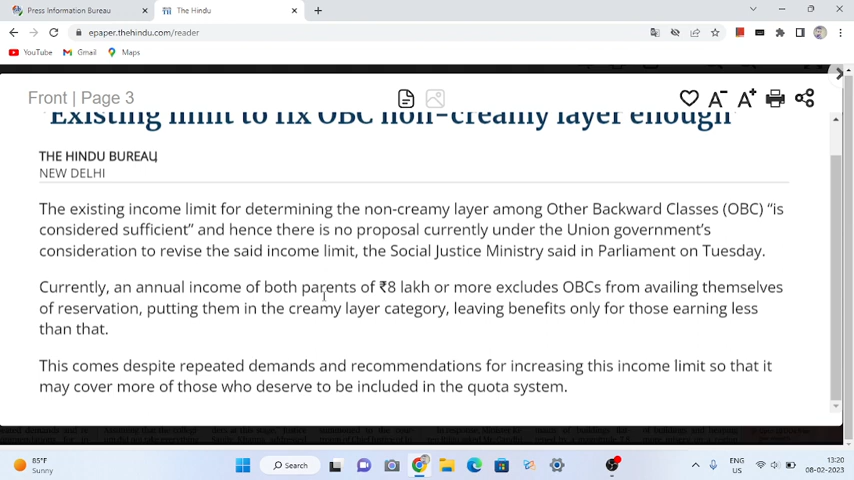 Press Information Bureau
The Hindu
epaper.thehindu.com/reader
YouTube
Gmail
Maps
Front | Page 3
A-
A+
'Existing limit to fix OBC non-creamy layer enough'
THE HINDU BUREAU
NEW DELHI
The existing income limit for determining the non-creamy layer among Other Backward Classes (OBC) “is
considered sufficient” and hence there is no proposal currently under the Union government’s
consideration to revise the said income limit, the Social Justice Ministry said in Parliament on Tuesday.
Currently, an annual income of both parents of ₹8 lakh or more excludes OBCs from availing themselves
of reservation, putting them in the creamy layer category, leaving benefits only for those earning less
than that.
This comes despite repeated demands and recommendations for increasing this income limit so that it
may cover more of those who deserve to be included in the quota system.
85°F
Sunny
Search
ENG
US
13:20
08-02-2023